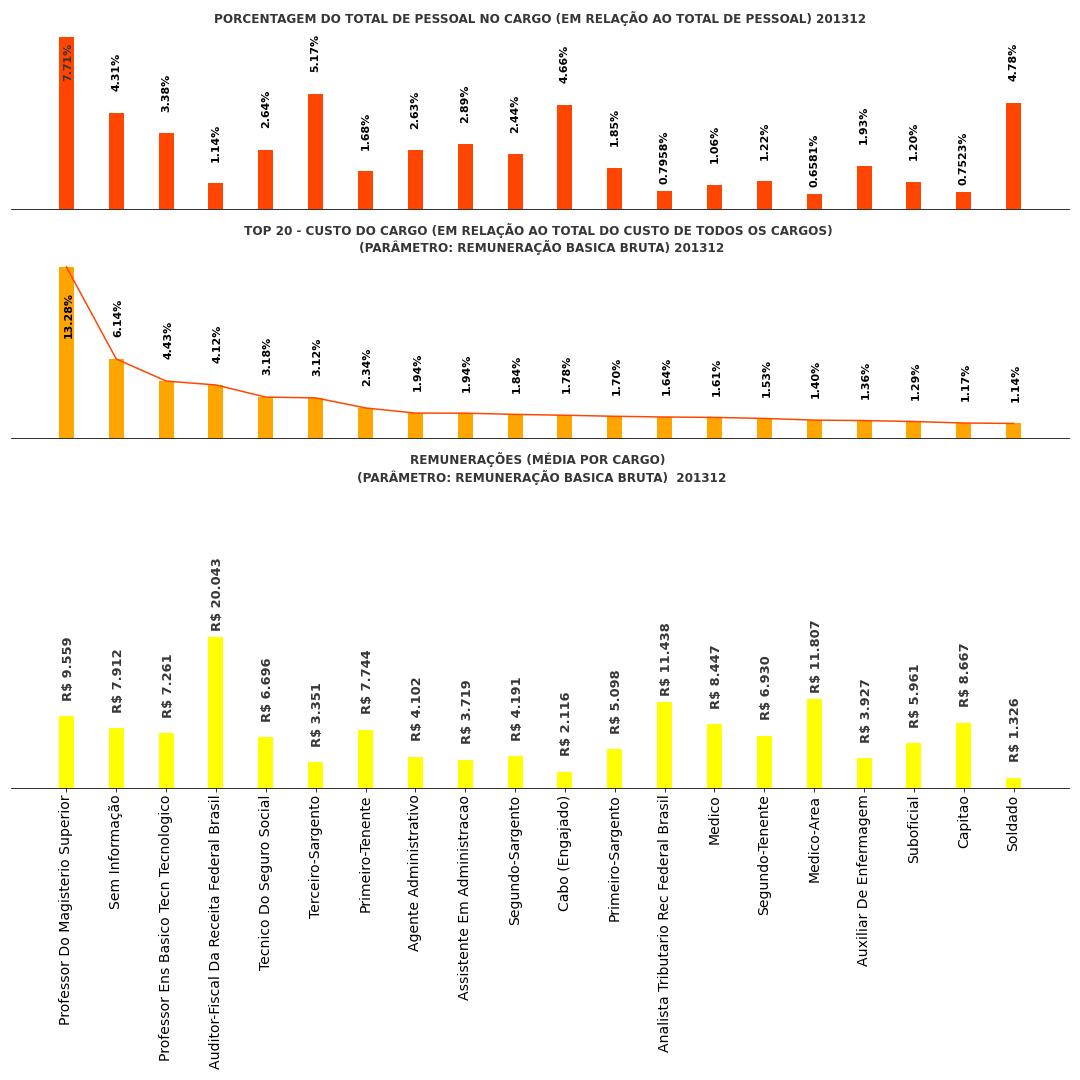 PORCENTAGEM DO TOTAL DE PESSOAL NO CARGO (EM RELAÇÃO AO TOTAL DE PESSOAL) 201312
7.71%
4.31%
3.38%
1.14%
2.64%
5.17%
1.68%
2.63%
2.89%
2.44%
4.66%
1.85%
0.7958%
1.06%
1.22%
0.6581%
1.93%
1.20%
0.7523%
4.78%
TOP 20 - CUSTO DO CARGO (EM RELAÇÃO AO TOTAL DO CUSTO DE TODOS OS CARGOS)
(PARÂMETRO: REMUNERAÇÃO BASICA BRUTA) 201312
13.28%
6.14%
4.43%
4.12%
3.18%
3.12%
2.34%
1.94%
1.94%
1.84%
1.78%
1.70%
1.64%
1.61%
1.53%
1.40%
1.36%
1.29%
1.17%
1.14%
REMUNERAÇÕES (MÉDIA POR CARGO)
(PARÂMETRO: REMUNERAÇÃO BASICA BRUTA)  201312
R$ 9.559
R$ 7.912
R$ 7.261
R$ 20.043
R$ 6.696
R$ 3.351
R$ 7.744
R$ 4.102
R$ 3.719
R$ 4.191
R$ 2.116
R$ 5.098
R$ 11.438
R$ 8.447
R$ 6.930
R$ 11.807
R$ 3.927
R$ 5.961
R$ 8.667
R$ 1.326
Professor Do Magisterio Superior
Sem Informação
Professor Ens Basico Tecn Tecnologico
Auditor-Fiscal Da Receita Federal Brasil
Tecnico Do Seguro Social
Terceiro-Sargento
Primeiro-Tenente
Agente Administrativo
Assistente Em Administracao
Segundo-Sargento
Cabo (Engajado)
Primeiro-Sargento
Analista Tributario Rec Federal Brasil
Medico
Segundo-Tenente
Medico-Area
Auxiliar De Enfermagem
Suboficial
Capitao
Soldado